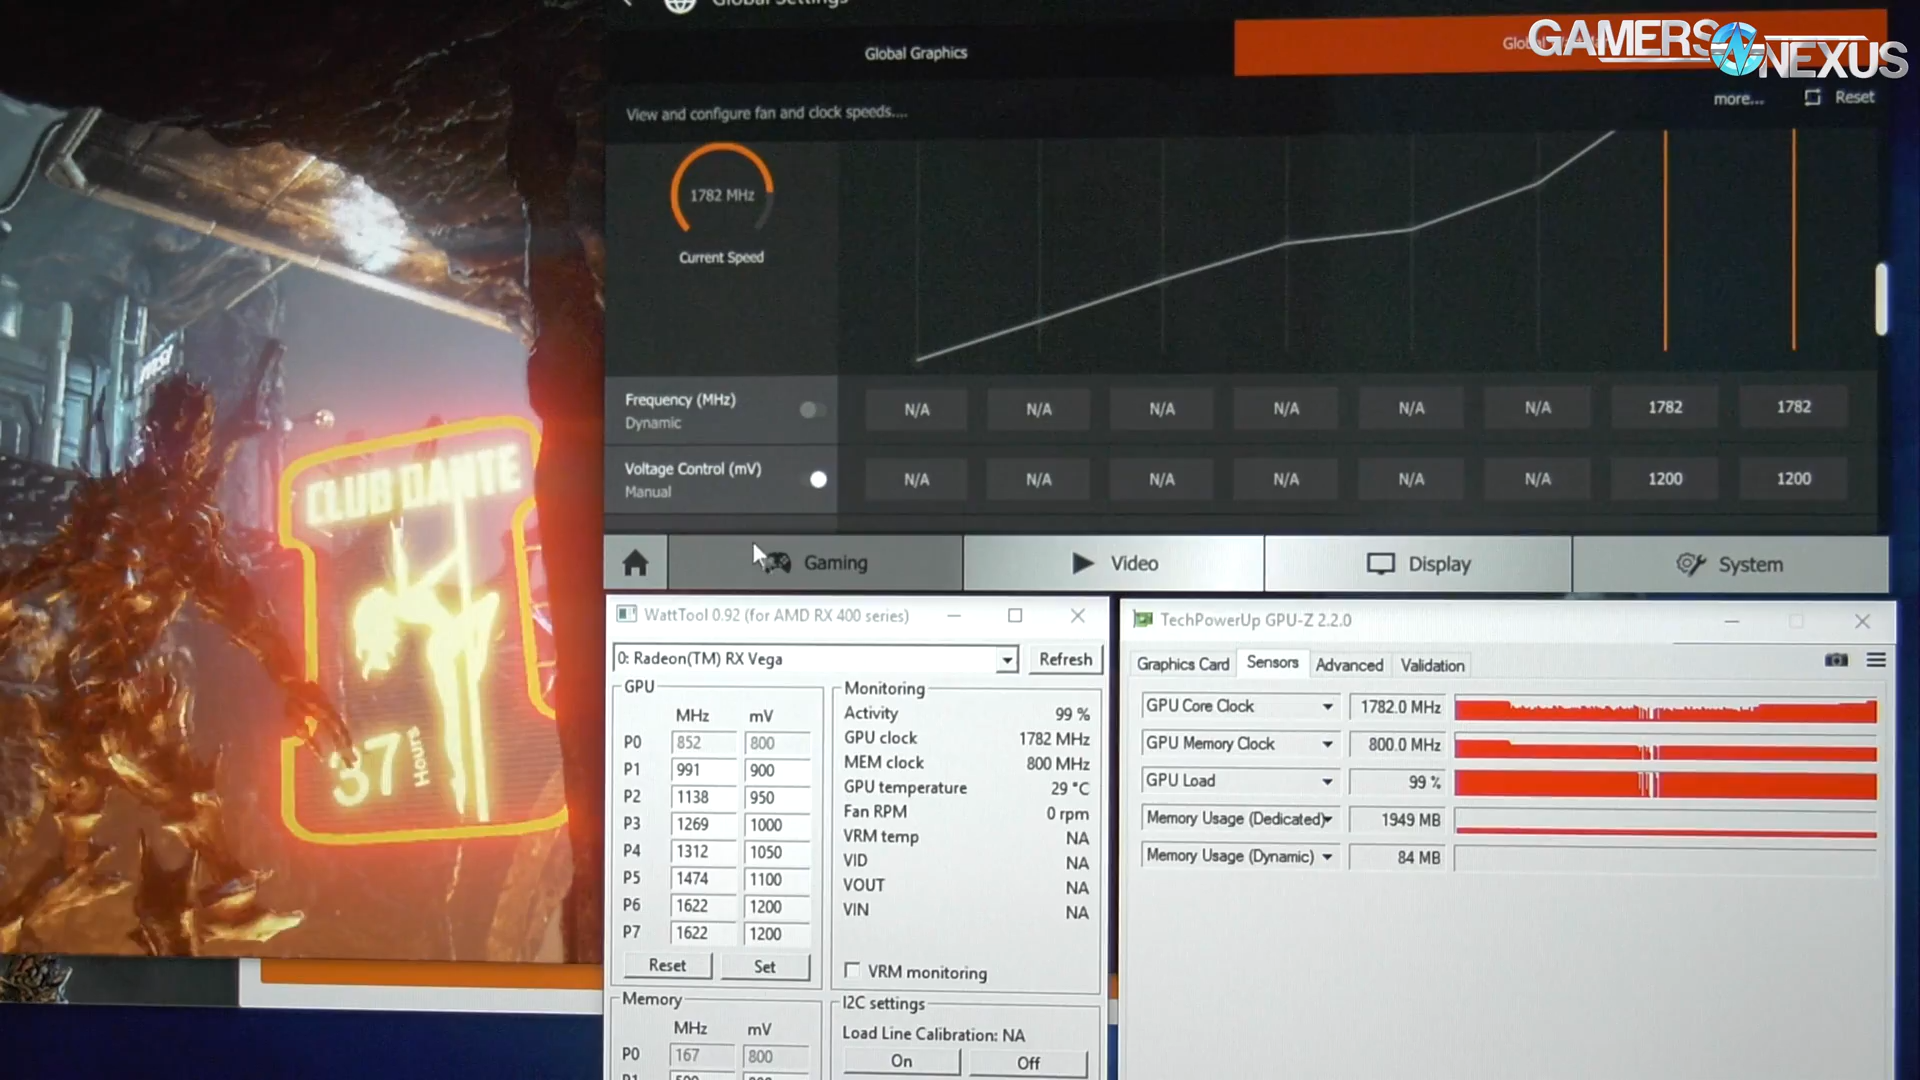 Global Settings
GAMERS NEXUS
Global Graphics
View and configure fan and clock speeds....
more...
Reset
1782 MHz
Current Speed
Frequency (MHz)
Dynamic
N/A N/A N/A N/A N/A N/A 1782 1782
Voltage Control (mV)
Manual
N/A N/A N/A N/A N/A N/A 1200 1200
Gaming
Video
Display
System
CLUB DANTE
37 Hours
WattTool 0.92 (for AMD RX 400 series)
0: Radeon(TM) RX Vega
Refresh
GPU
MHz mV
P0 852 800
P1 991 900
P2 1138 950
P3 1269 1000
P4 1312 1050
P5 1474 1100
P6 1622 1200
P7 1622 1200
Reset
Set
Memory
MHz mV
P0 167 800
Monitoring
Activity 99 %
GPU clock 1782 MHz
MEM clock 800 MHz
GPU temperature 29 °C
Fan RPM 0 rpm
VRM temp NA
VID NA
VOUT NA
VIN NA
VRM monitoring
I2C settings
Load Line Calibration: NA
On
Off
TechPowerUp GPU-Z 2.2.0
Graphics Card
Sensors
Advanced
Validation
GPU Core Clock 1782.0 MHz
GPU Memory Clock 800.0 MHz
GPU Load 99 %
Memory Usage (Dedicated) 1949 MB
Memory Usage (Dynamic) 84 MB